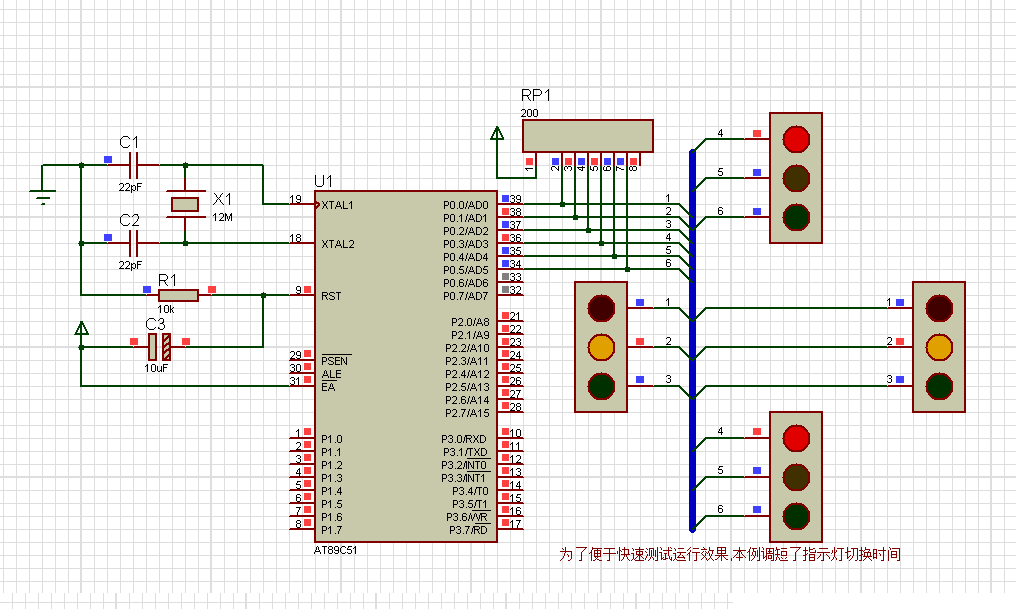 RP1
200
1 2 3 4 5 6 7 8
C1
22pF
X1
12M
C2
22pF
R1
10k
C3
10uF
U1
19 XTAL1
18 XTAL2
9 RST
29 PSEN
30 ALE
31 EA
1 P1.0
2 P1.1
3 P1.2
4 P1.3
5 P1.4
6 P1.5
7 P1.6
8 P1.7
P0.0/AD0 39 1
P0.1/AD1 38 2
P0.2/AD2 37 3
P0.3/AD3 36 4
P0.4/AD4 35 5
P0.5/AD5 34 6
P0.6/AD6 33
P0.7/AD7 32
P2.0/A8 21
P2.1/A9 22
P2.2/A10 23
P2.3/A11 24
P2.4/A12 25
P2.5/A13 26
P2.6/A14 27
P2.7/A15 28
P3.0/RXD 10
P3.1/TXD 11
P3.2/INT0 12
P3.3/INT1 13
P3.4/T0 14
P3.5/T1 15
P3.6/WR 16
P3.7/RD 17
AT89C51
4
5
6
1 1
2 2
3 3
4
5
6
为了便于快速测试运行效果,本例调短了指示灯切换时间